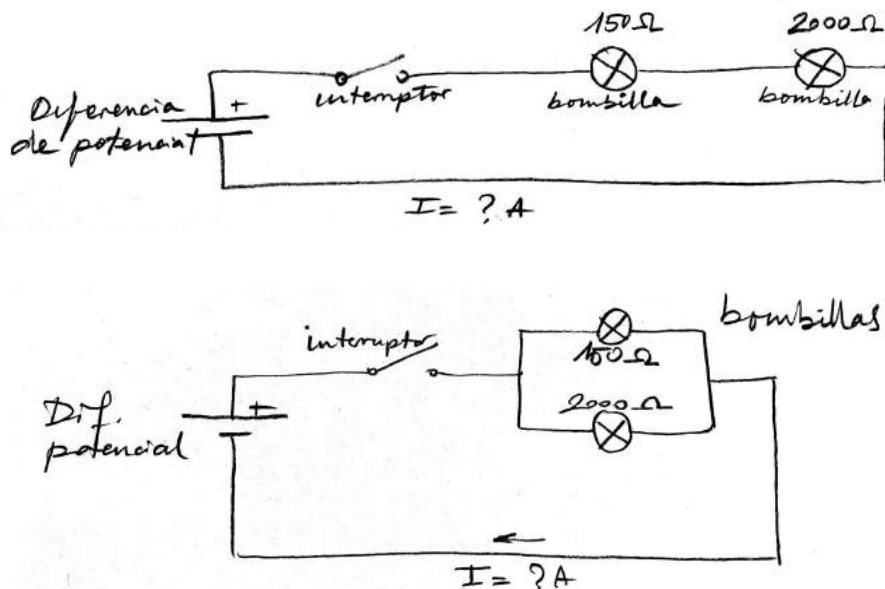 150Ω 2000Ω
Diferencia
de potencial
+
interruptor bombilla bombilla
I = ? A
bombillas
interruptor
150Ω
Dif.
potencial
+
2000Ω
I = ? A